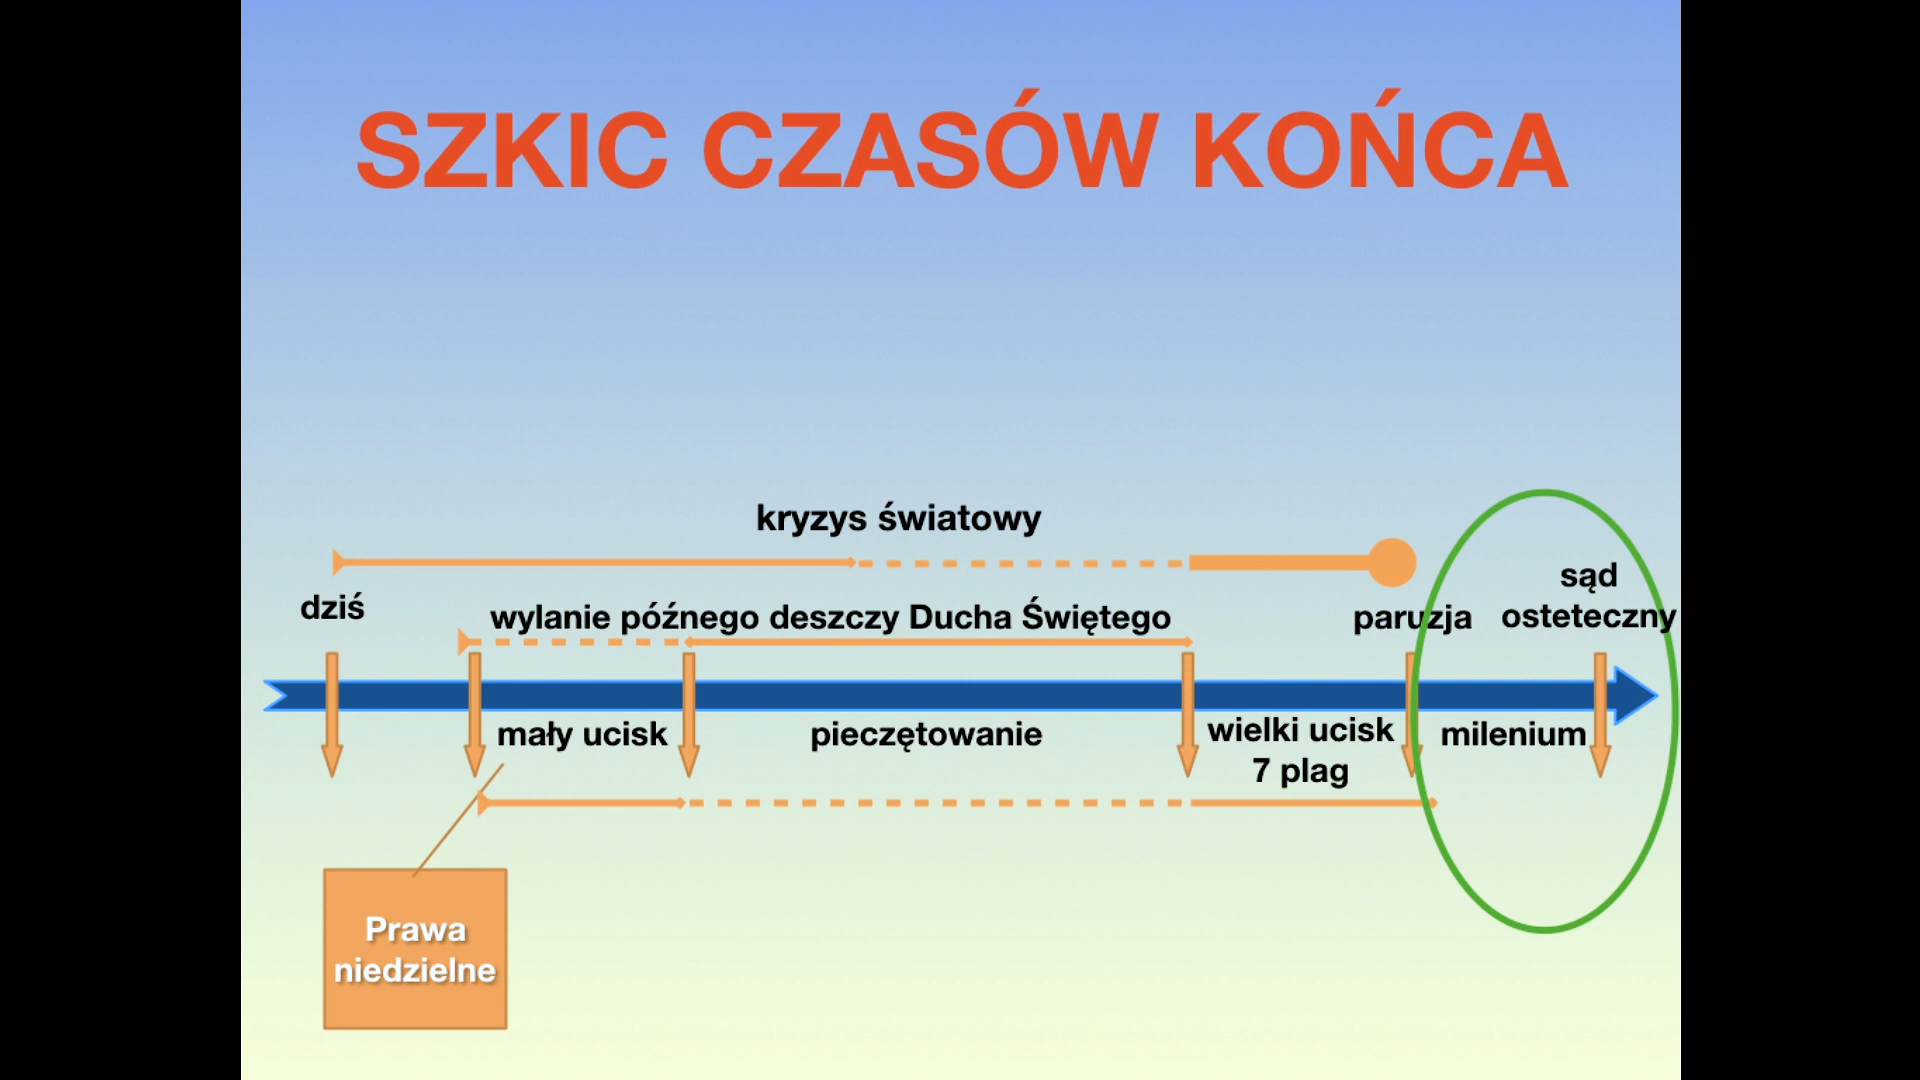 SZKIC CZASÓW KOŃCA
kryzys światowy
dziś
wylanie późnego deszczy Ducha Świętego
paruzja
sąd
osteteczny
mały ucisk
pieczętowanie
wielki ucisk
7 plag
milenium
Prawa
niedzielne